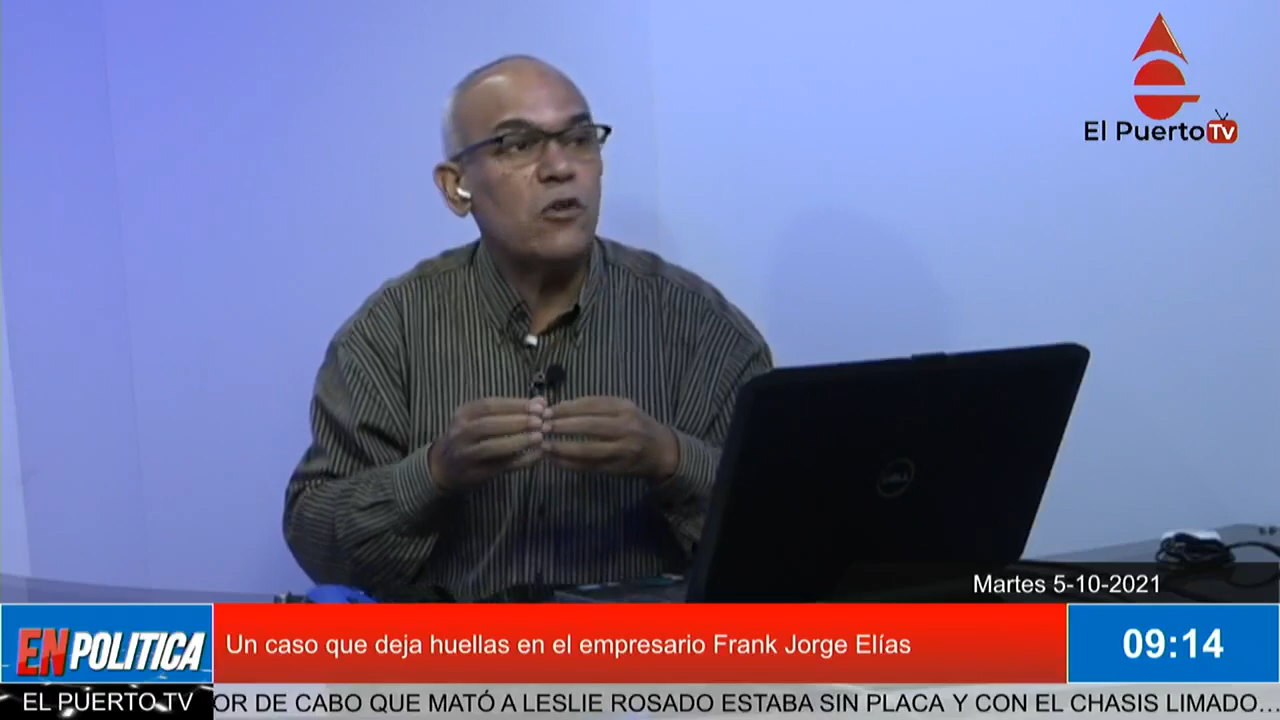 El Puerto Tv
DELL
Martes 5-10-2021
EN POLITICA
Un caso que deja huellas en el empresario Frank Jorge Elías
09:14
EL PUERTO TV
OR DE CABO QUE MATÓ A LESLIE ROSADO ESTABA SIN PLACA Y CON EL CHASIS LIMADO...